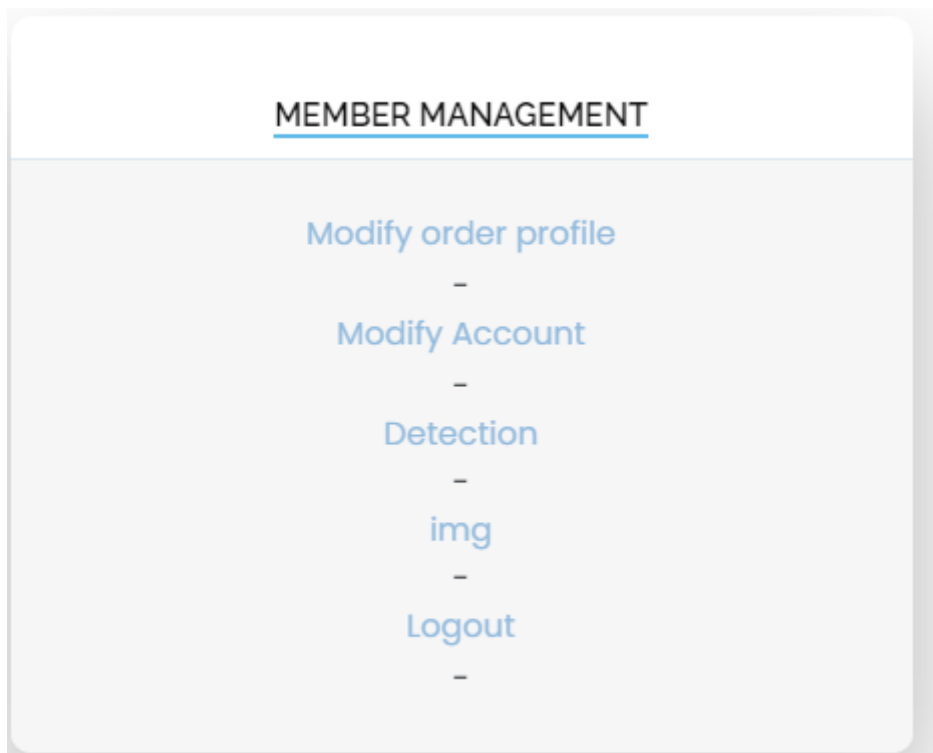 MEMBER MANAGEMENT
Modify order profile
-
Modify Account
-
Detection
-
img
-
Logout
-